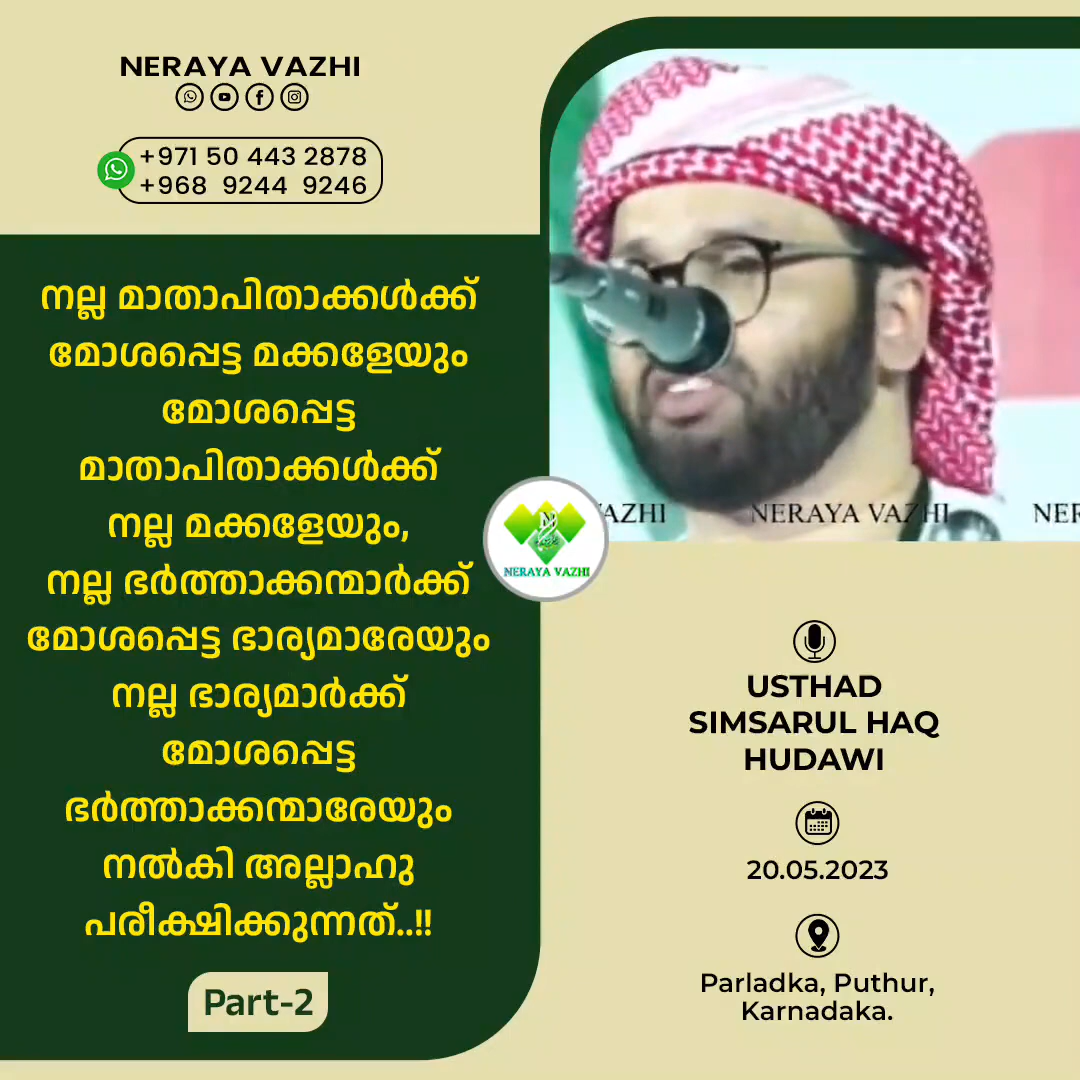 NERAYA VAZHI
+971 50 443 2878
+968 9244 9246
നല്ല മാതാപിതാക്കൾക്ക്
മോശപ്പെട്ട മക്കളേയും
മോശപ്പെട്ട
മാതാപിതാക്കൾക്ക്
നല്ല മക്കളേയും,
നല്ല ഭർത്താക്കന്മാർക്ക്
മോശപ്പെട്ട ഭാര്യമാരേയും
നല്ല ഭാര്യമാർക്ക്
മോശപ്പെട്ട
ഭർത്താക്കന്മാരേയും
നൽകി അല്ലാഹു
പരീക്ഷിക്കുന്നത്..!!
Part-2
NERAYA VAZHI
VAZHI NERAYA VAZHI NER
USTHAD
SIMSARUL HAQ
HUDAWI
20.05.2023
Parladka, Puthur,
Karnadaka.